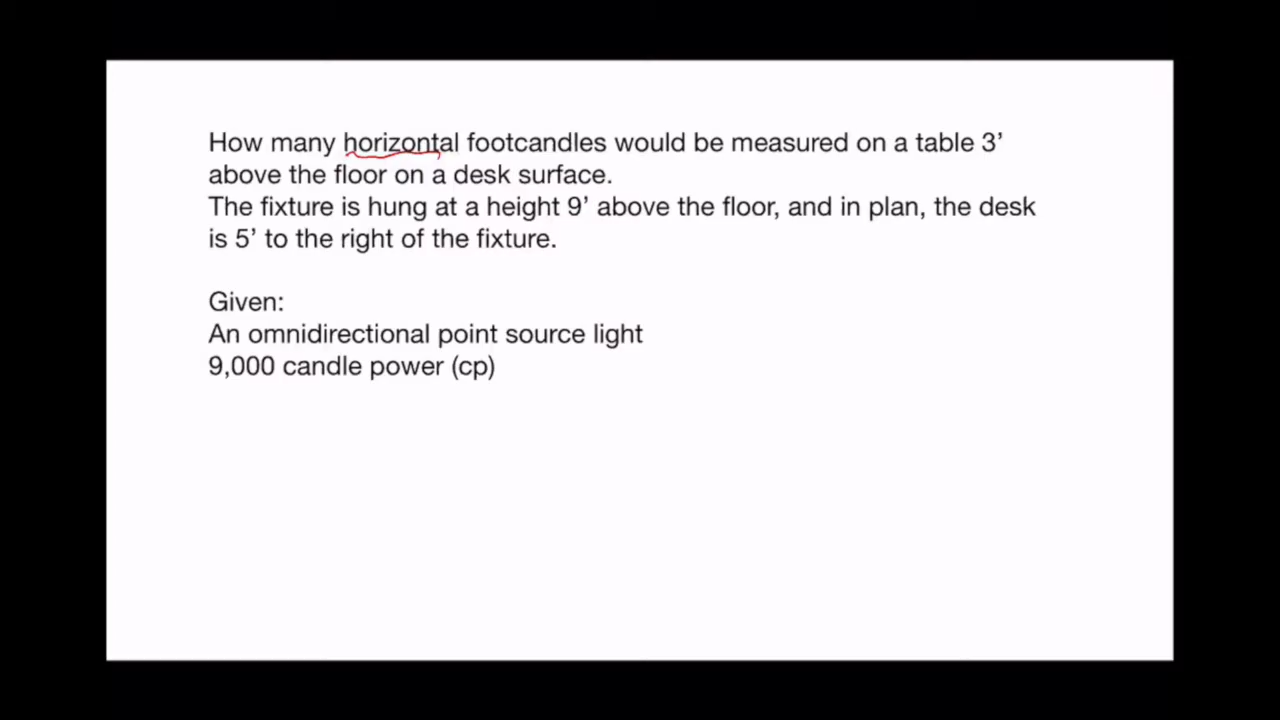 How many horizontal footcandles would be measured on a table 3’
above the floor on a desk surface.
The fixture is hung at a height 9’ above the floor, and in plan, the desk
is 5’ to the right of the fixture.
Given:
An omnidirectional point source light
9,000 candle power (cp)